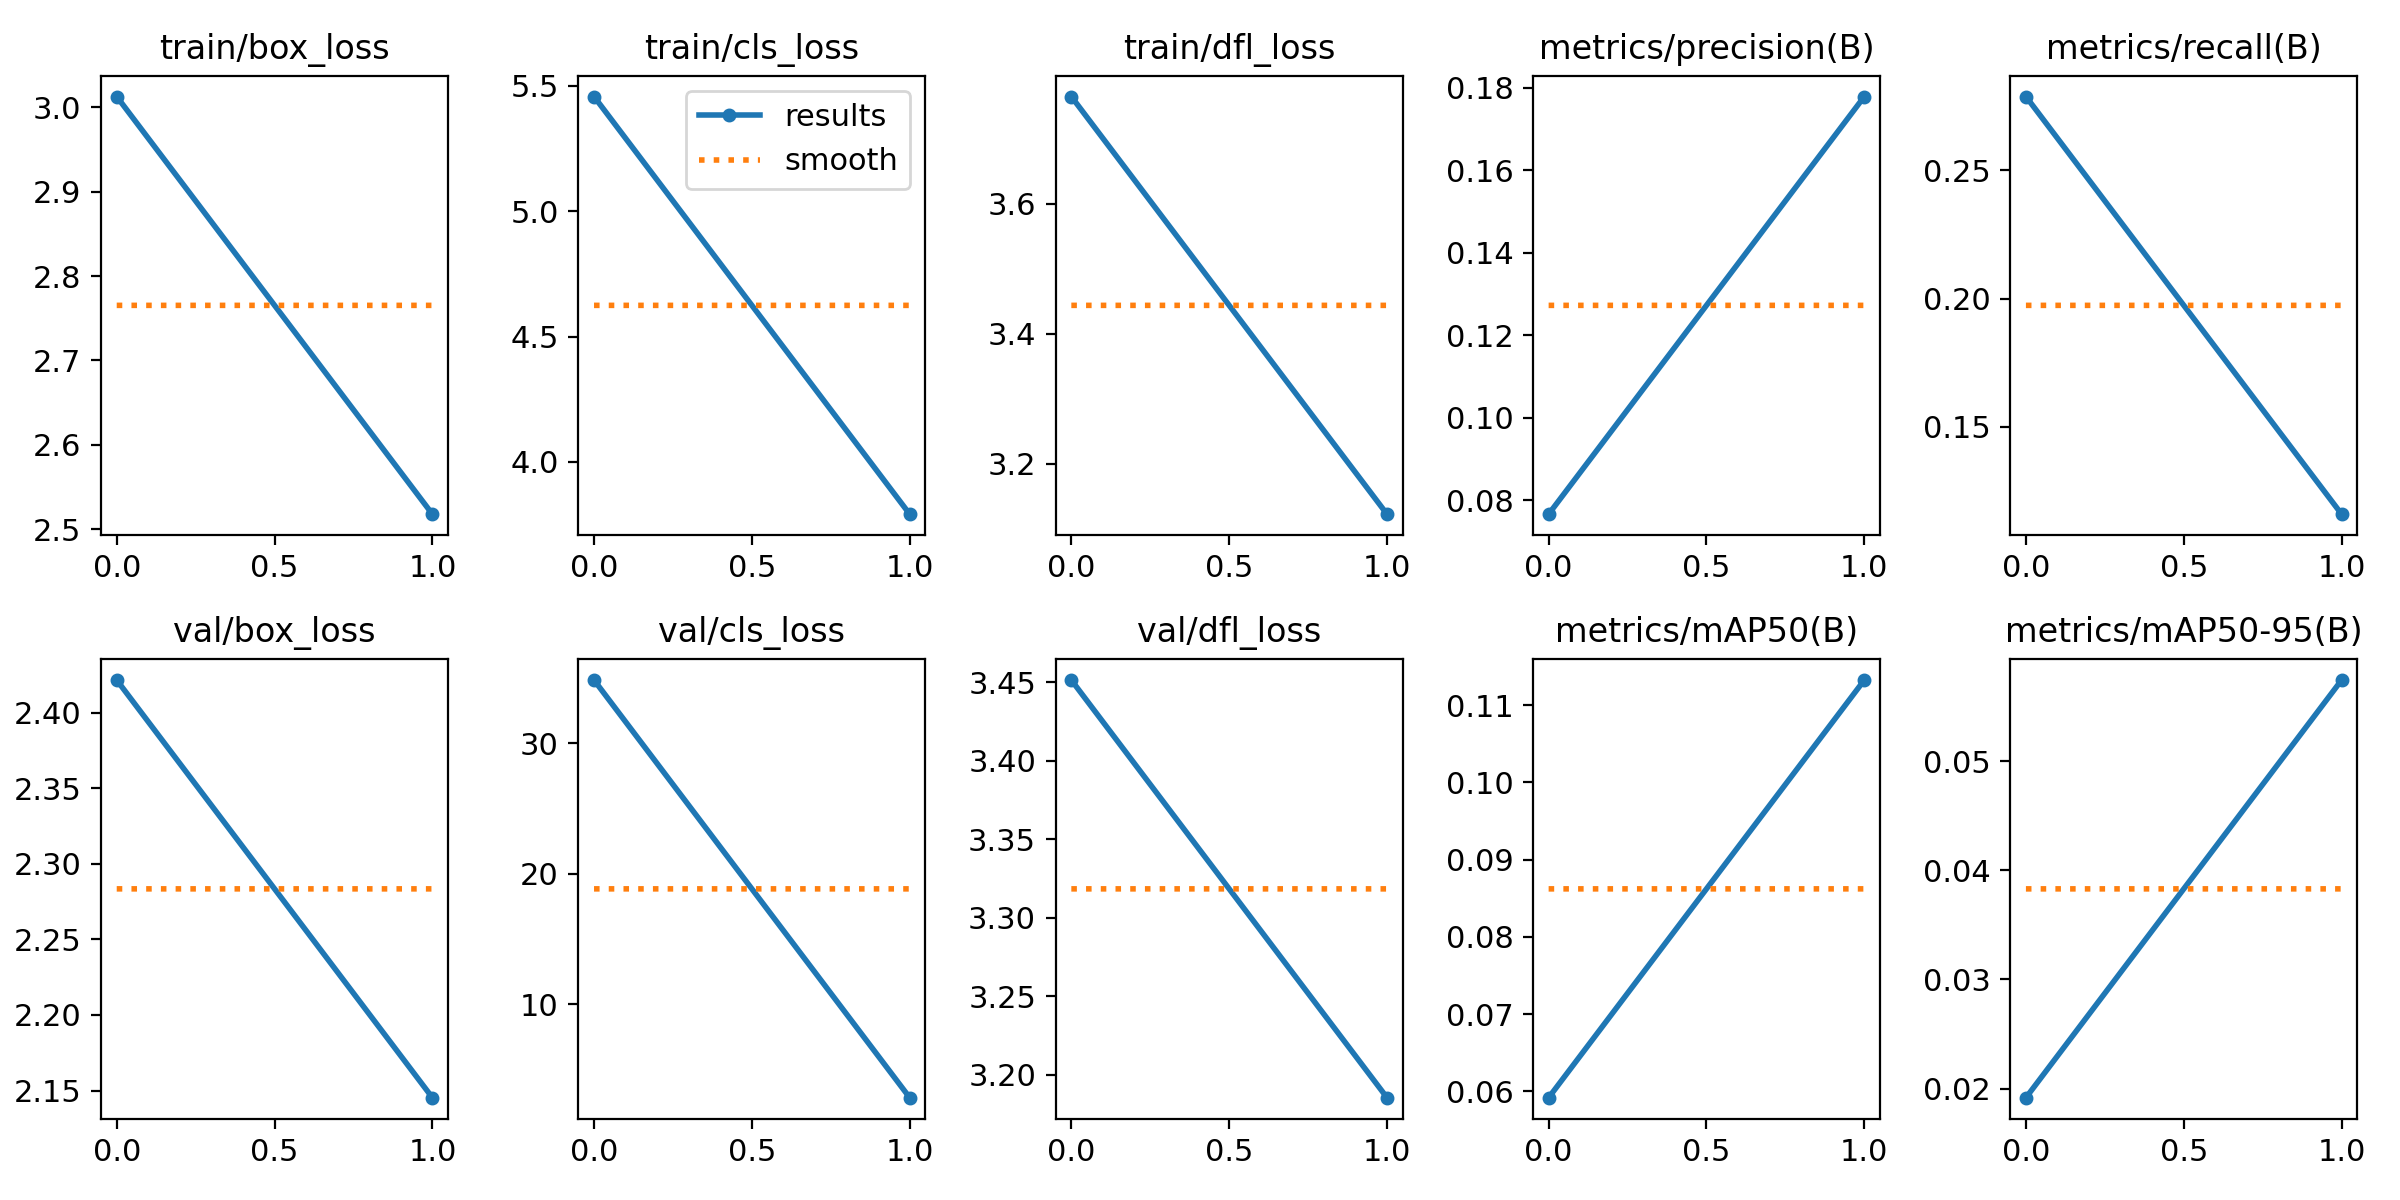 train/box_loss
train/cls_loss
train/dfl_loss
metrics/precision(B)
metrics/recall(B)
3.0
2.9
2.8
2.7
2.6
2.5
0.0 0.5 1.0
5.5
5.0
4.5
4.0
0.0 0.5 1.0
results
smooth
3.6
3.4
3.2
0.0 0.5 1.0
0.18
0.16
0.14
0.12
0.10
0.08
0.0 0.5 1.0
0.25
0.20
0.15
0.0 0.5 1.0
val/box_loss
val/cls_loss
val/dfl_loss
metrics/mAP50(B)
metrics/mAP50-95(B)
2.40
2.35
2.30
2.25
2.20
2.15
0.0 0.5 1.0
30
20
10
0.0 0.5 1.0
3.45
3.40
3.35
3.30
3.25
3.20
0.0 0.5 1.0
0.11
0.10
0.09
0.08
0.07
0.06
0.0 0.5 1.0
0.05
0.04
0.03
0.02
0.0 0.5 1.0